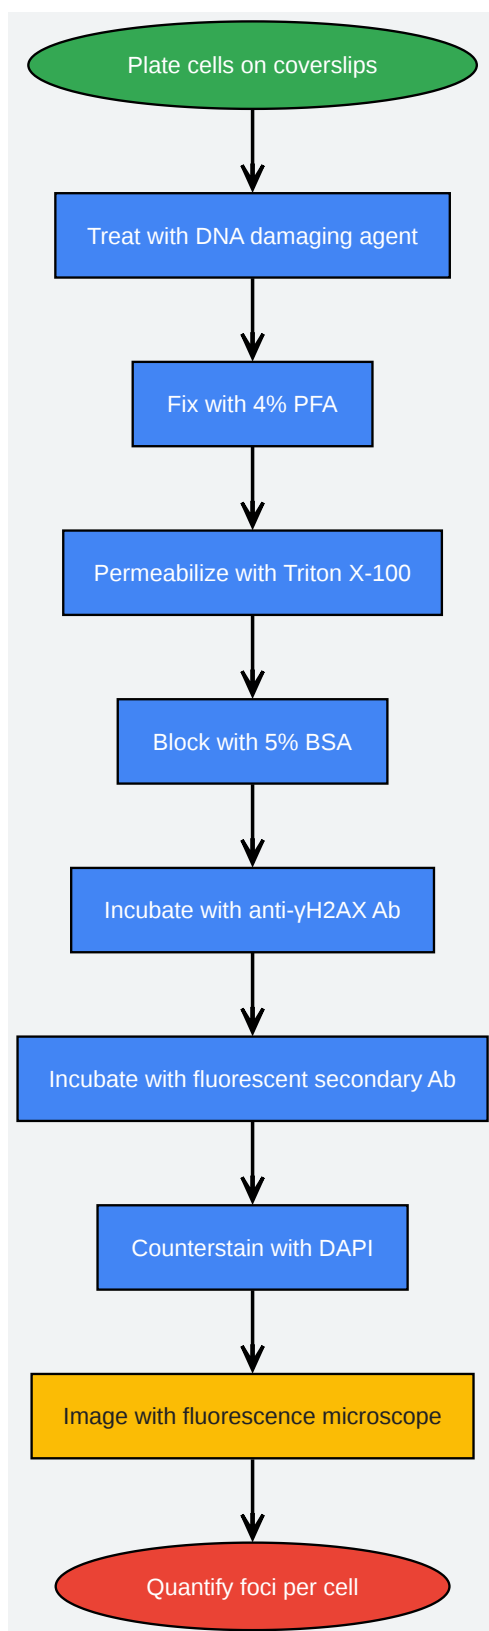 Plate cells on coverslips
Treat with DNA damaging agent
Fix with 4% PFA
Permeabilize with Triton X-100
Block with 5% BSA
Incubate with anti-γH2AX Ab
Incubate with fluorescent secondary Ab
Counterstain with DAPI
Image with fluorescence microscope
Quantify foci per cell